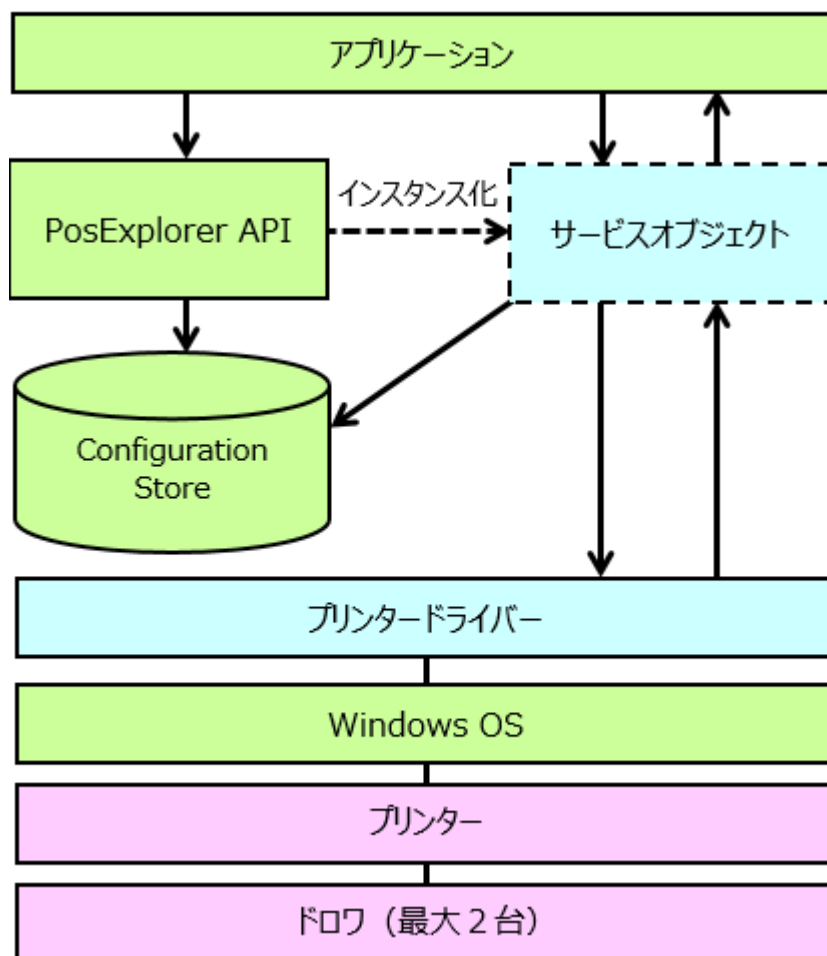 アプリケーション
インスタンス化
PosExplorer API
サービスオブジェクト
Configuration
Store
プリンタードライバー
Windows OS
プリンター
ドロワ（最大２台）